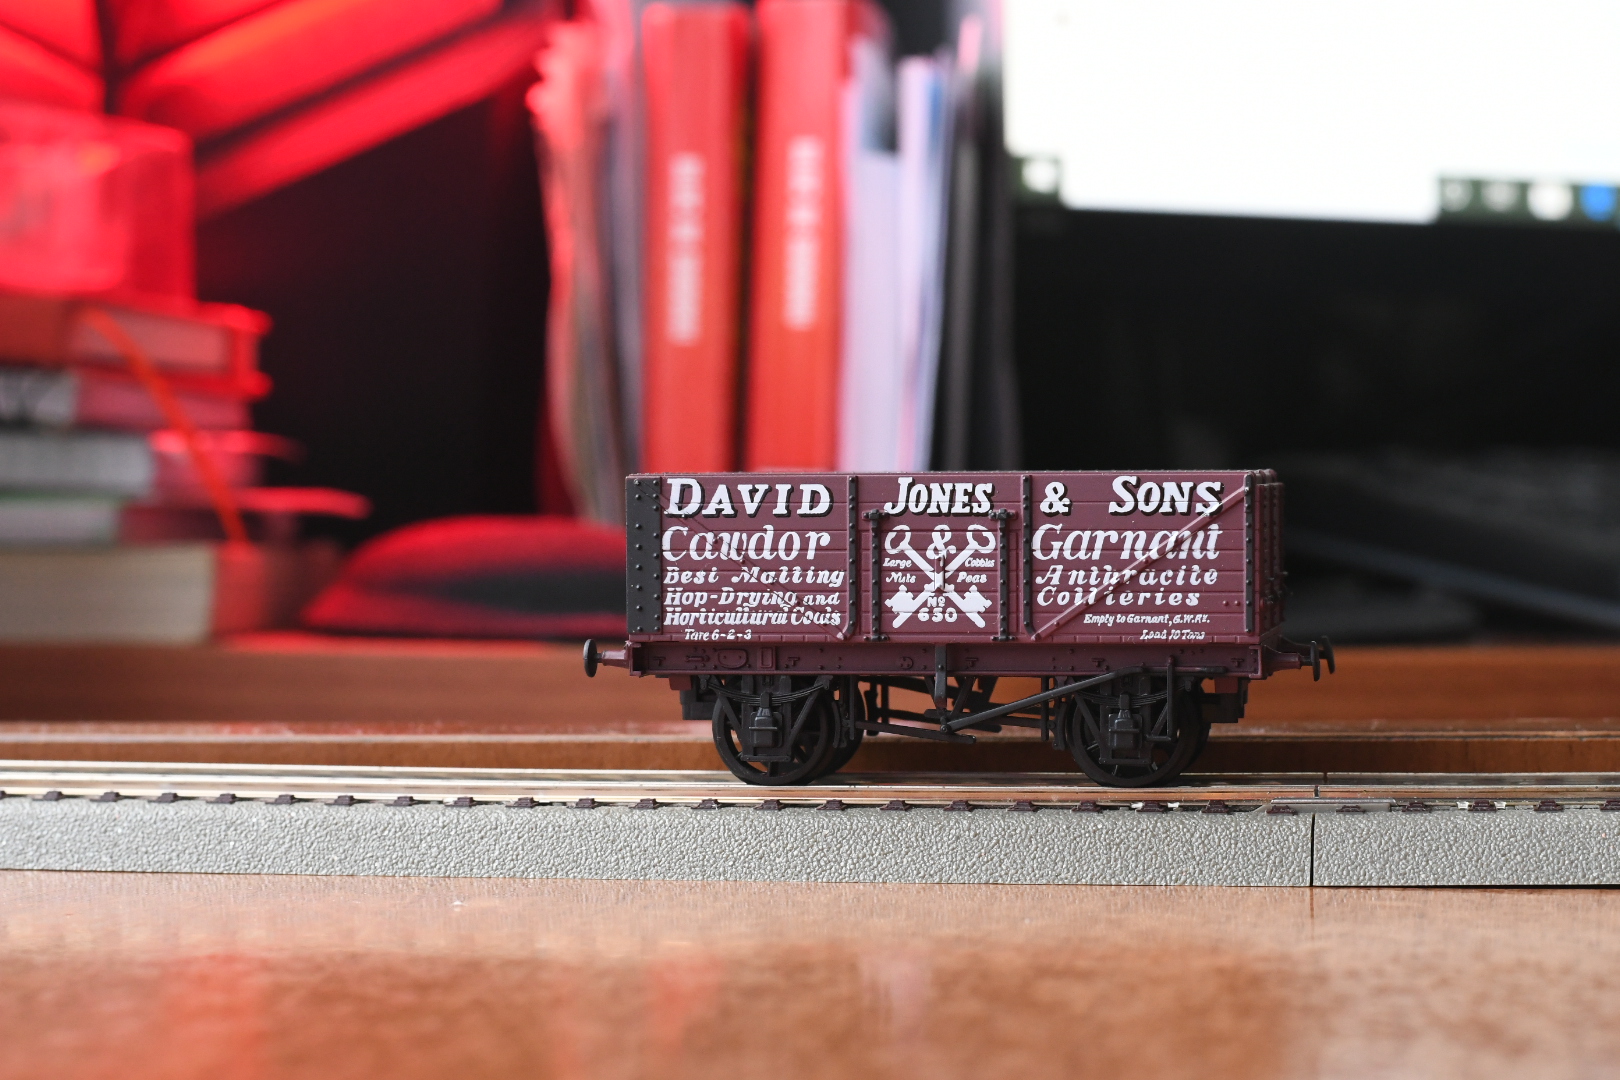 DAVID JONES & SONS
Cawdor & Garnant
Large Cobbles
Nuts Peas
Best Malting
Hop-Drying and
Horticultural Coals
Tare 6-2-3
No
650
Anthracite
Collieries
Empty to Garnant, G.W.RY.
Load 10 Tons